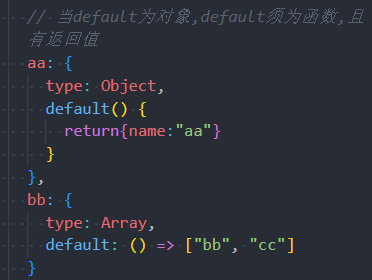 // 当default为对象,default须为函数,且
有返回值
aa: {
type: Object,
default() {
return{name:"aa"}
}
},
bb: {
type: Array,
default: () => ["bb", "cc"]
}